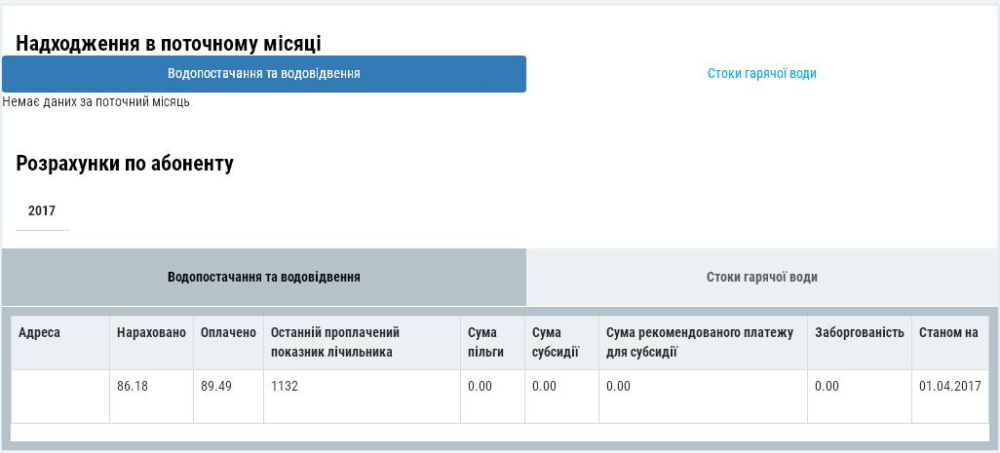 Надходження в поточному місяці
Водопостачання та водовідвення
Стоки гарячої води
Немає даних за поточний місяць
Розрахунки по абоненту
2017
Водопостачання та водовідвення
Стоки гарячої води
Адреса
Нараховано
Оплачено
Останній проплачений
показник лічильника
Сума
пільги
Сума
субсидії
Сума рекомендованого платежу
для субсидії
Заборгованість
Станом на
86.18
89.49
1132
0.00
0.00
0.00
0.00
01.04.2017